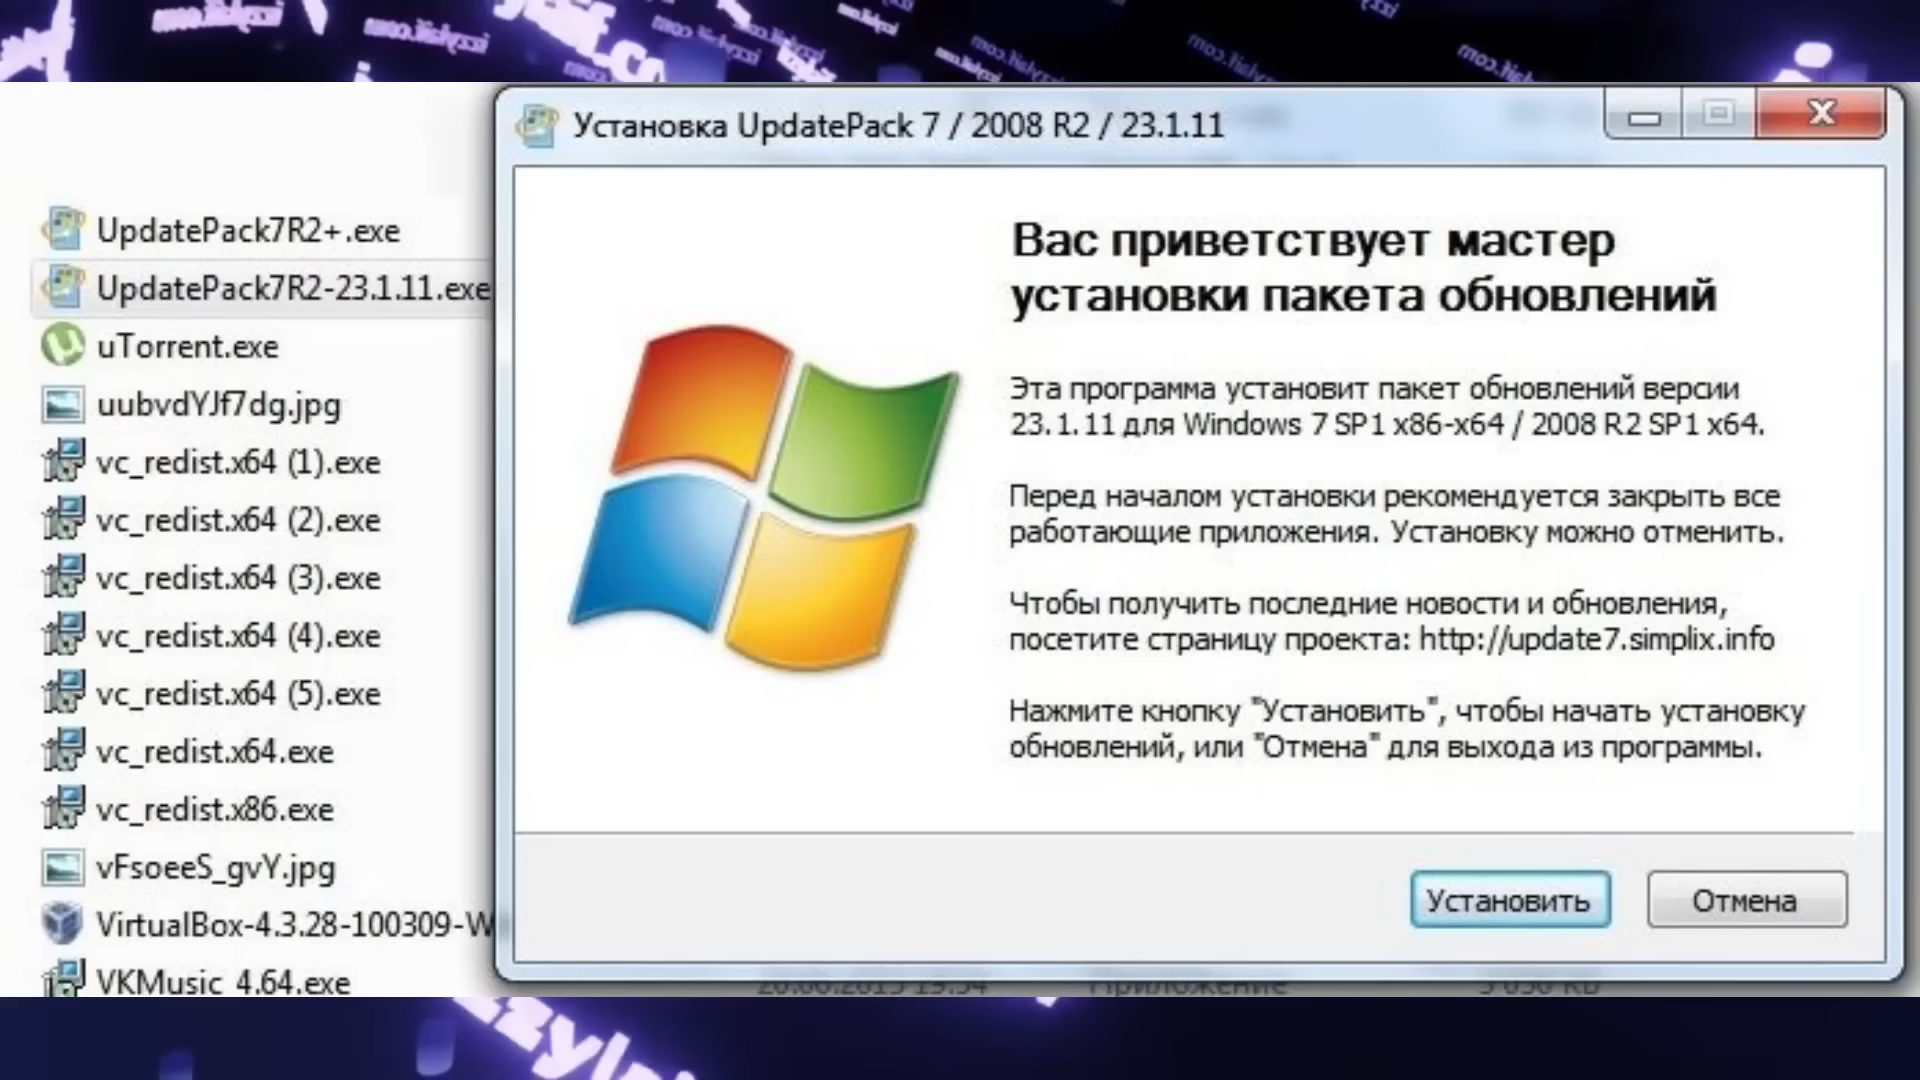 Установка UpdatePack 7 / 2008 R2 / 23.1.11
UpdatePack7R2+.exe
UpdatePack7R2-23.1.11.exe
uTorrent.exe
uubvdYJf7dg.jpg
vc_redist.x64 (1).exe
vc_redist.x64 (2).exe
vc_redist.x64 (3).exe
vc_redist.x64 (4).exe
vc_redist.x64 (5).exe
vc_redist.x64.exe
vc_redist.x86.exe
vFsoeeS_gvY.jpg
VirtualBox-4.3.28-100309-W
VKMusic 4.64.exe
Вас приветствует мастер
установки пакета обновлений
Эта программа установит пакет обновлений версии
23.1.11 для Windows 7 SP1 x86-x64 / 2008 R2 SP1 x64.
Перед началом установки рекомендуется закрыть все
работающие приложения. Установку можно отменить.
Чтобы получить последние новости и обновления,
посетите страницу проекта: http://update7.simplix.info
Нажмите кнопку "Установить", чтобы начать установку
обновлений, или "Отмена" для выхода из программы.
Установить
Отмена
Приложение